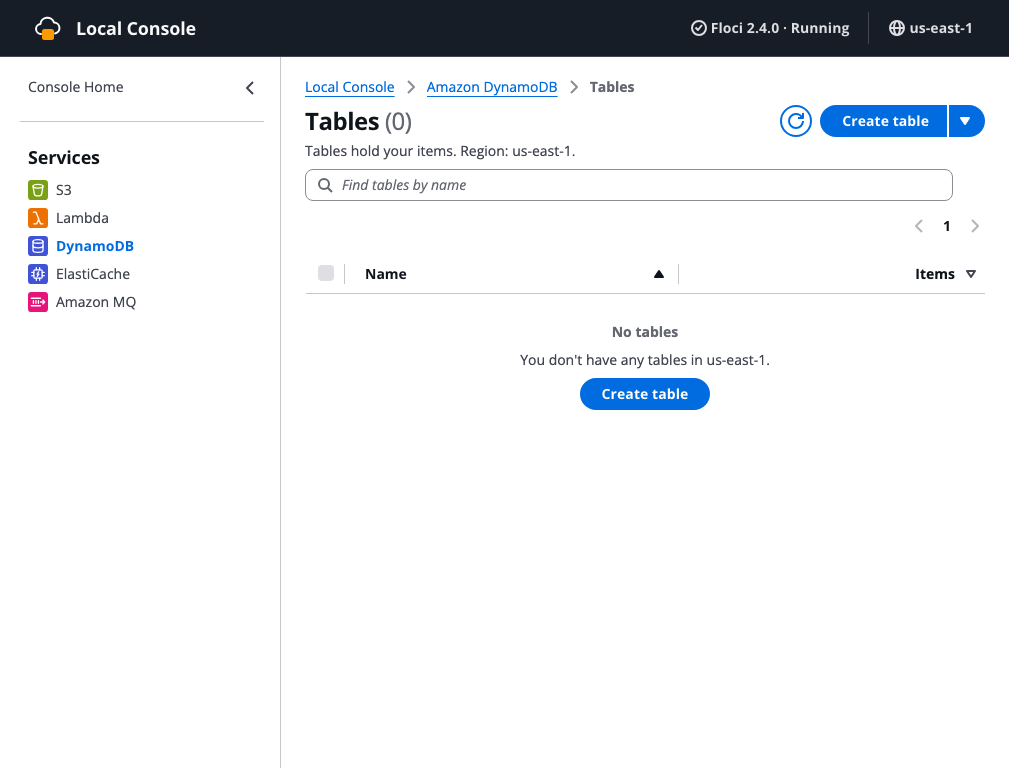 Local Console
Floci 2.4.0 · Running
us-east-1
Console Home
Services
S3
Lambda
DynamoDB
ElastiCache
Amazon MQ
Local Console > Amazon DynamoDB > Tables
Tables (0)
Create table
Tables hold your items. Region: us-east-1.
Find tables by name
1
Name
Items
No tables
You don't have any tables in us-east-1.
Create table